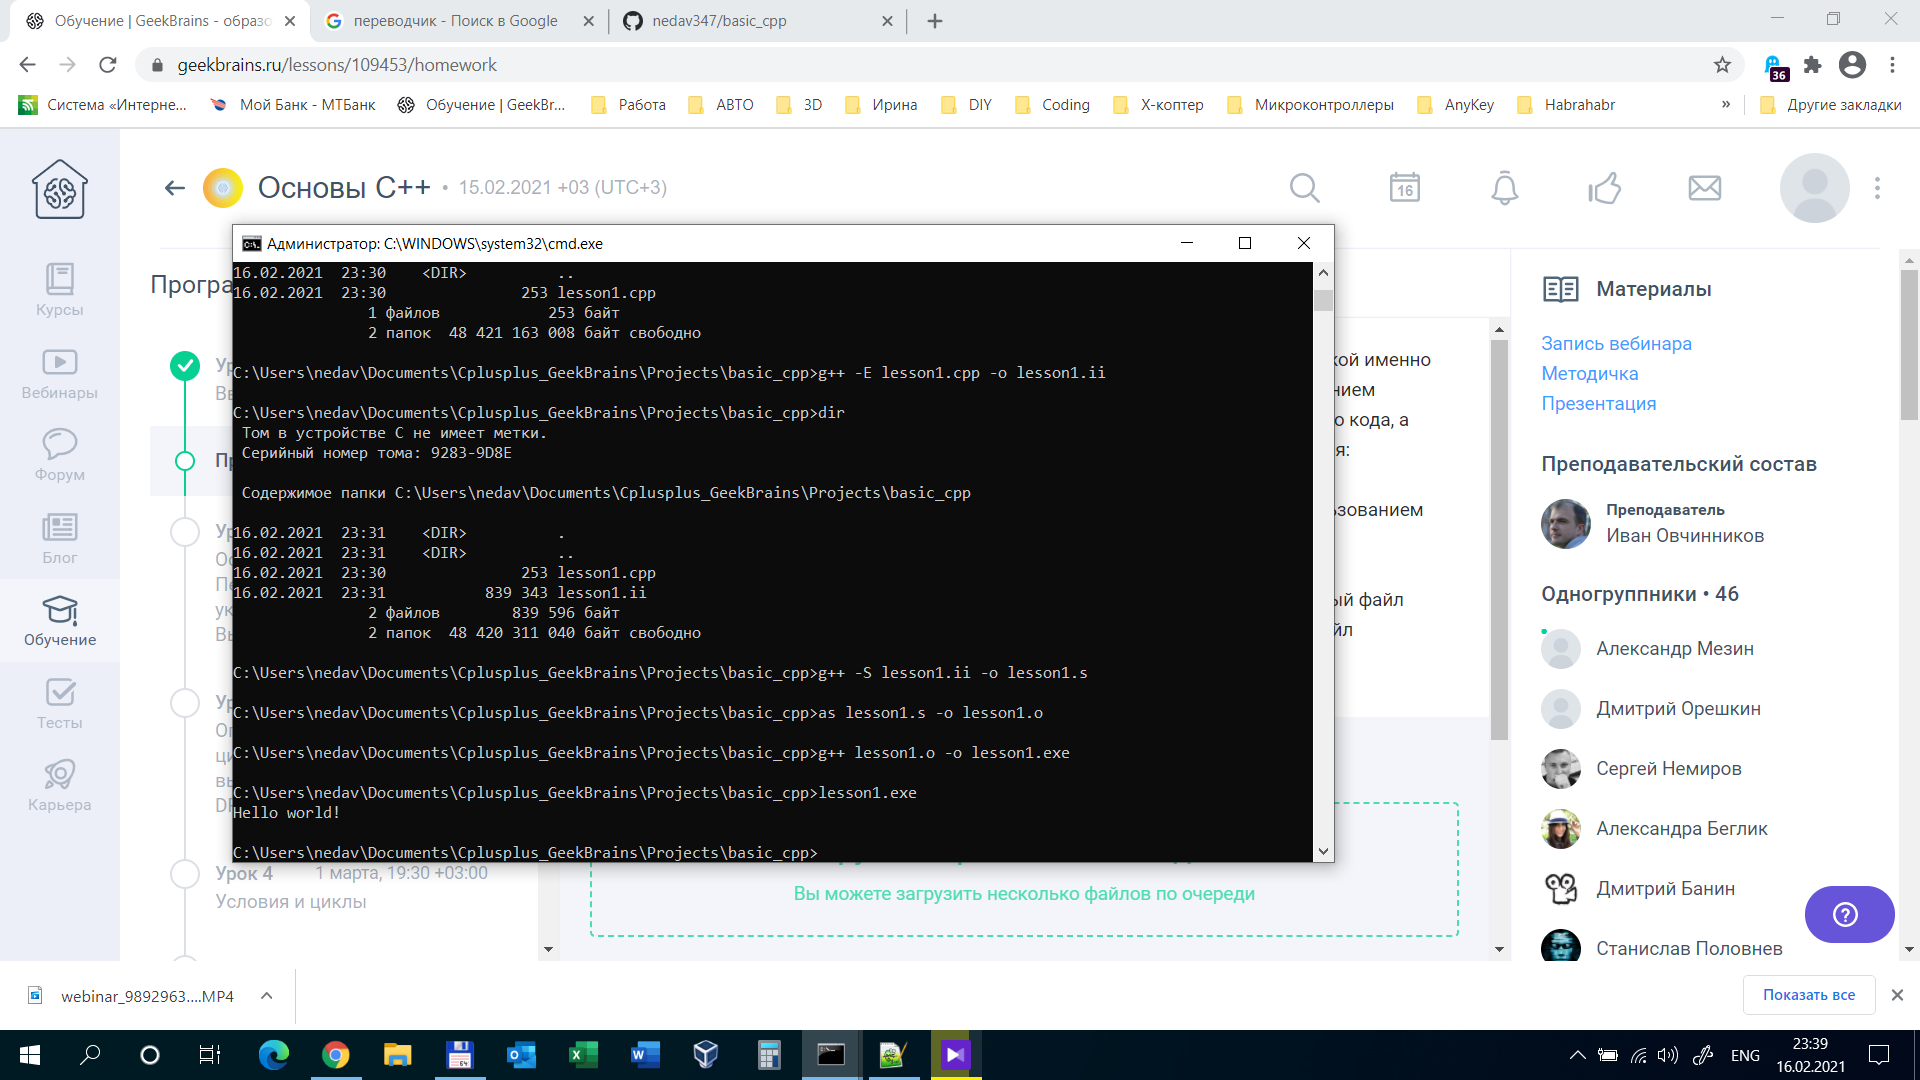 Обучение | GeekBrains - образо
переводчик - Поиск в Google
nedav347/basic_cpp
geekbrains.ru/lessons/109453/homework
36
Система «Интерне...
Мой Банк - МТБанк
Обучение | GeekBr...
Работа
АВТО
3D
Ирина
DIY
Coding
Х-коптер
Микроконтроллеры
AnyKey
Habrahabr
»
Другие закладки
Основы C++ • 15.02.2021 +03 (UTC+3)
16
Курсы
Вебинары
Форум
Блог
Обучение
Тесты
Карьера
Програ
Администратор: C:\WINDOWS\system32\cmd.exe
16.02.2021  23:30    <DIR>          ..
16.02.2021  23:30               253 lesson1.cpp
1 файлов            253 байт
2 папок  48 421 163 008 байт свободно
C:\Users\nedav\Documents\Cplusplus_GeekBrains\Projects\basic_cpp>g++ -E lesson1.cpp -o lesson1.ii
C:\Users\nedav\Documents\Cplusplus_GeekBrains\Projects\basic_cpp>dir
Том в устройстве C не имеет метки.
Серийный номер тома: 9283-9D8E
Содержимое папки C:\Users\nedav\Documents\Cplusplus_GeekBrains\Projects\basic_cpp
16.02.2021  23:31    <DIR>          .
16.02.2021  23:31    <DIR>          ..
16.02.2021  23:30               253 lesson1.cpp
16.02.2021  23:31           839 343 lesson1.ii
2 файлов        839 596 байт
2 папок  48 420 311 040 байт свободно
C:\Users\nedav\Documents\Cplusplus_GeekBrains\Projects\basic_cpp>g++ -S lesson1.ii -o lesson1.s
C:\Users\nedav\Documents\Cplusplus_GeekBrains\Projects\basic_cpp>as lesson1.s -o lesson1.o
C:\Users\nedav\Documents\Cplusplus_GeekBrains\Projects\basic_cpp>g++ lesson1.o -o lesson1.exe
C:\Users\nedav\Documents\Cplusplus_GeekBrains\Projects\basic_cpp>lesson1.exe
Hello world!
C:\Users\nedav\Documents\Cplusplus_GeekBrains\Projects\basic_cpp>
кой именно
нием
о кода, а
я:
ьзованием
ый файл
йл
Урок 4 1 марта, 19:30 +03:00
Условия и циклы
Вы можете загрузить несколько файлов по очереди
Материалы
Запись вебинара
Методичка
Презентация
Преподавательский состав
Преподаватель
Иван Овчинников
Одногруппники • 46
Александр Мезин
Дмитрий Орешкин
Сергей Немиров
Александра Беглик
Дмитрий Банин
Станислав Половнев
webinar_9892963....MP4
Показать все
ENG
23:39
16.02.2021